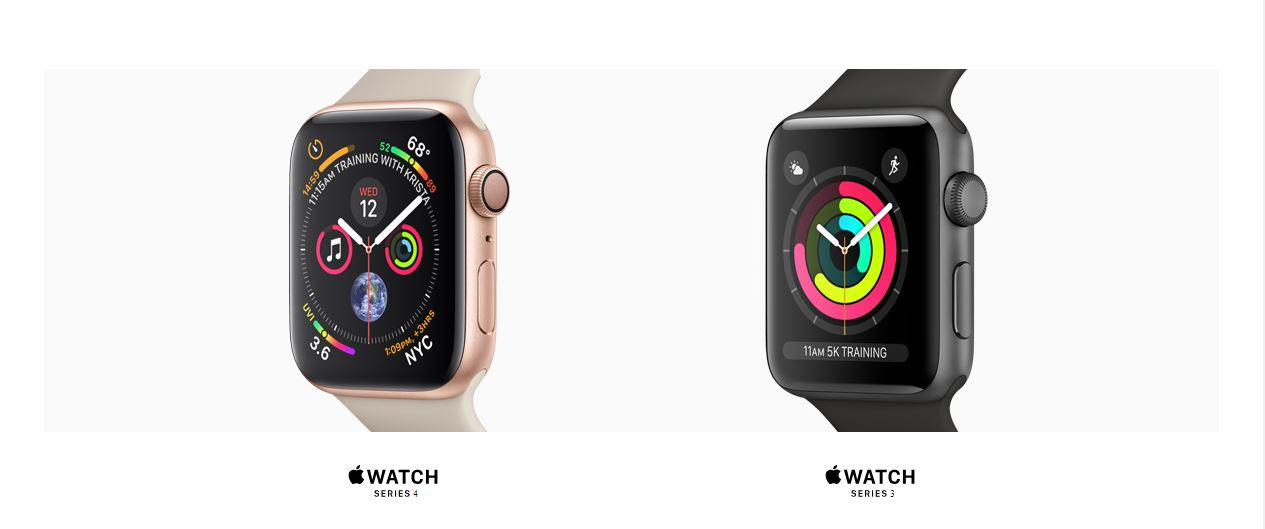 14:59
11:15AM TRAINING WITH KRISTA
52
68°
89
WED
12
UVI
3.6
1:09PM, +3HRS
NYC
11AM 5K TRAINING
WATCH
SERIES 4
WATCH
SERIES 3